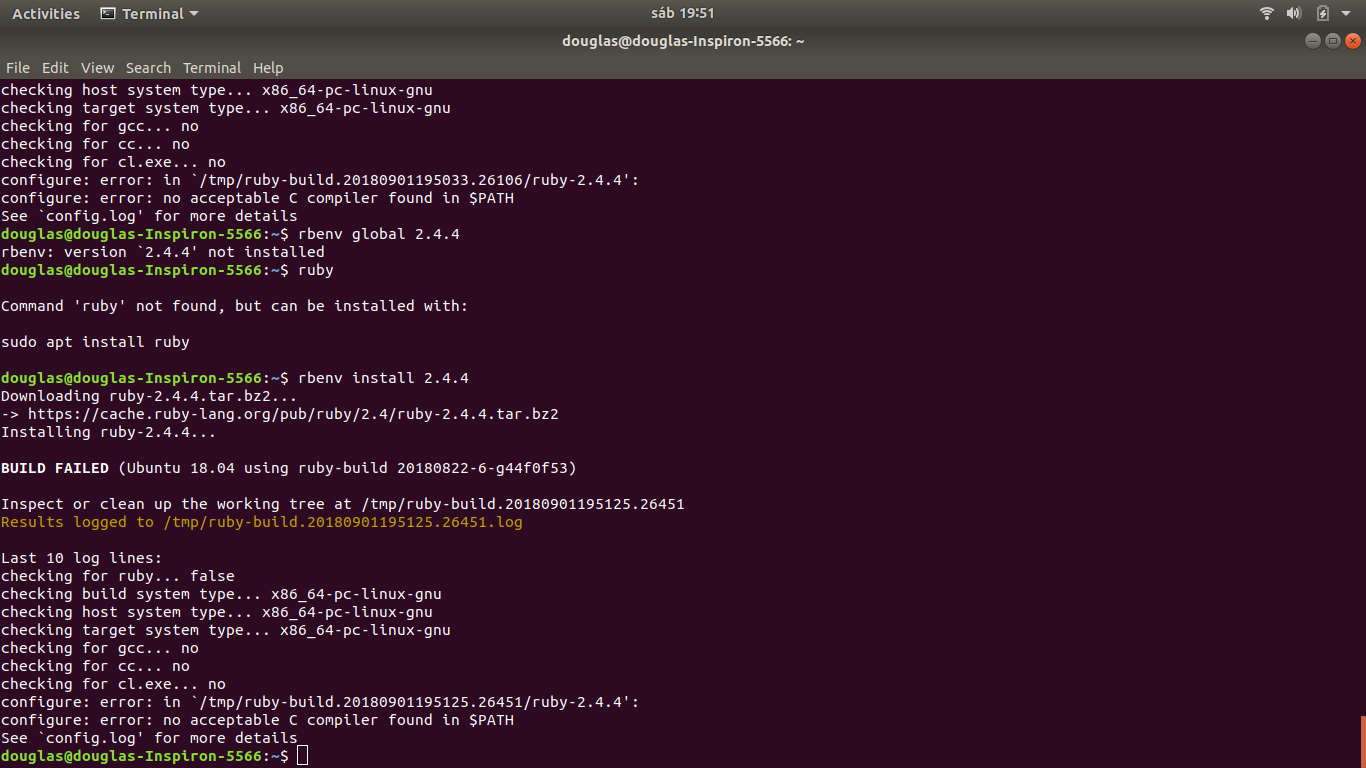 Activities Terminal sáb 19:51
douglas@douglas-Inspiron-5566: ~
File Edit View Search Terminal Help
checking host system type... x86_64-pc-linux-gnu
checking target system type... x86_64-pc-linux-gnu
checking for gcc... no
checking for cc... no
checking for cl.exe... no
configure: error: in `/tmp/ruby-build.20180901195033.26106/ruby-2.4.4':
configure: error: no acceptable C compiler found in $PATH
See `config.log' for more details
douglas@douglas-Inspiron-5566:~$ rbenv global 2.4.4
rbenv: version `2.4.4' not installed
douglas@douglas-Inspiron-5566:~$ ruby
Command 'ruby' not found, but can be installed with:
sudo apt install ruby
douglas@douglas-Inspiron-5566:~$ rbenv install 2.4.4
Downloading ruby-2.4.4.tar.bz2...
-> https://cache.ruby-lang.org/pub/ruby/2.4/ruby-2.4.4.tar.bz2
Installing ruby-2.4.4...
BUILD FAILED (Ubuntu 18.04 using ruby-build 20180822-6-g44f0f53)
Inspect or clean up the working tree at /tmp/ruby-build.20180901195125.26451
Results logged to /tmp/ruby-build.20180901195125.26451.log
Last 10 log lines:
checking for ruby... false
checking build system type... x86_64-pc-linux-gnu
checking host system type... x86_64-pc-linux-gnu
checking target system type... x86_64-pc-linux-gnu
checking for gcc... no
checking for cc... no
checking for cl.exe... no
configure: error: in `/tmp/ruby-build.20180901195125.26451/ruby-2.4.4':
configure: error: no acceptable C compiler found in $PATH
See `config.log' for more details
douglas@douglas-Inspiron-5566:~$